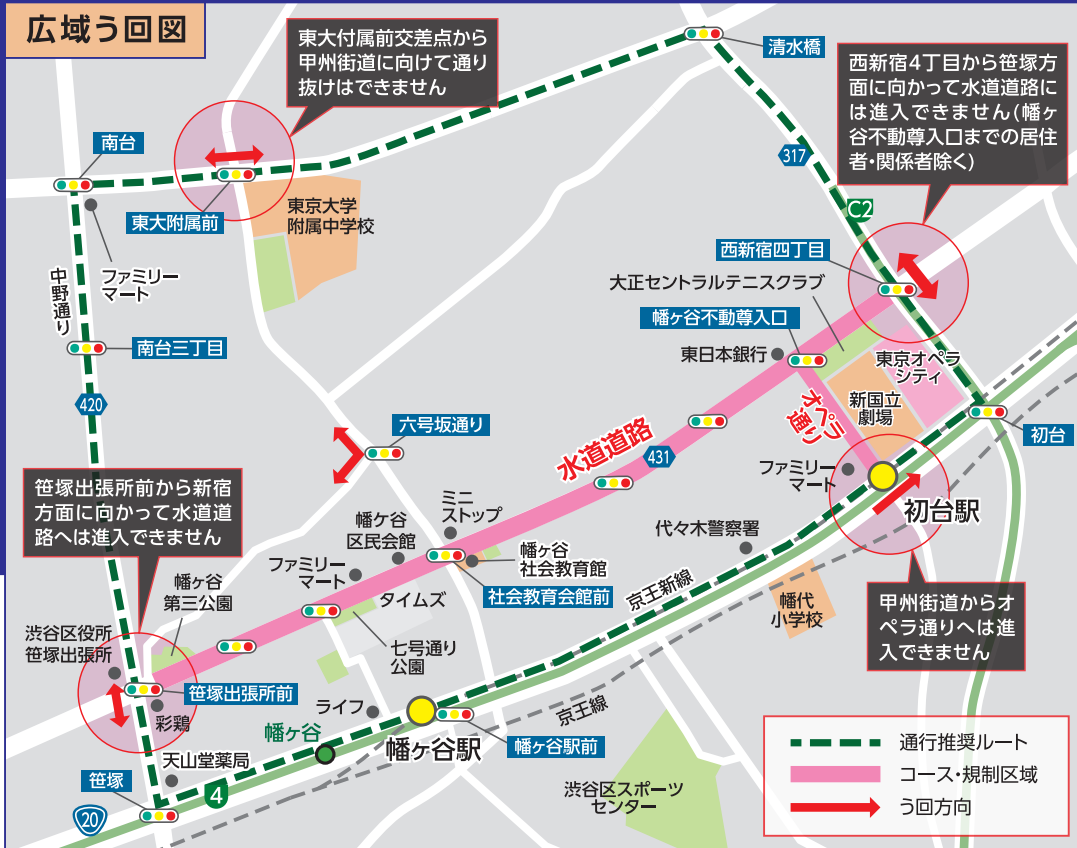 広域う回図
東大付属前交差点から
甲州街道に向けて通り
抜けはできません
清水橋
西新宿4丁目から笹塚方
面に向かって水道道路に
は進入できません(幡ヶ
谷不動尊入口までの居住
者・関係者除く)
南台
317
東大附属前
東京大学
附属中学校
C2
西新宿四丁目
中野通り
ファミリー
マート
大正セントラルテニスクラブ
幡ヶ谷不動尊入口
南台三丁目
東日本銀行
東京オペラ
シティ
新国立
劇場
オペラ
通り
420
六号坂通り
初台
水道道路
431
ファミリー
マート
初台駅
笹塚出張所前から新宿
方面に向かって水道道
路へは進入できません
ミニ
ストップ
幡ヶ谷
区民会館
代々木警察署
幡ヶ谷
社会教育館
ファミリー
マート
幡ヶ谷
第三公園
タイムズ
社会教育会館前
京王新線
幡代
小学校
甲州街道からオ
ペラ通りへは進
入できません
渋谷区役所
笹塚出張所
七号通り
公園
笹塚出張所前
彩鶏
ライフ
京王線
幡ヶ谷
幡ヶ谷駅
幡ヶ谷駅前
天山堂薬局
笹塚
4
20
渋谷区スポーツ
センター
通行推奨ルート
コース・規制区域
う回方向